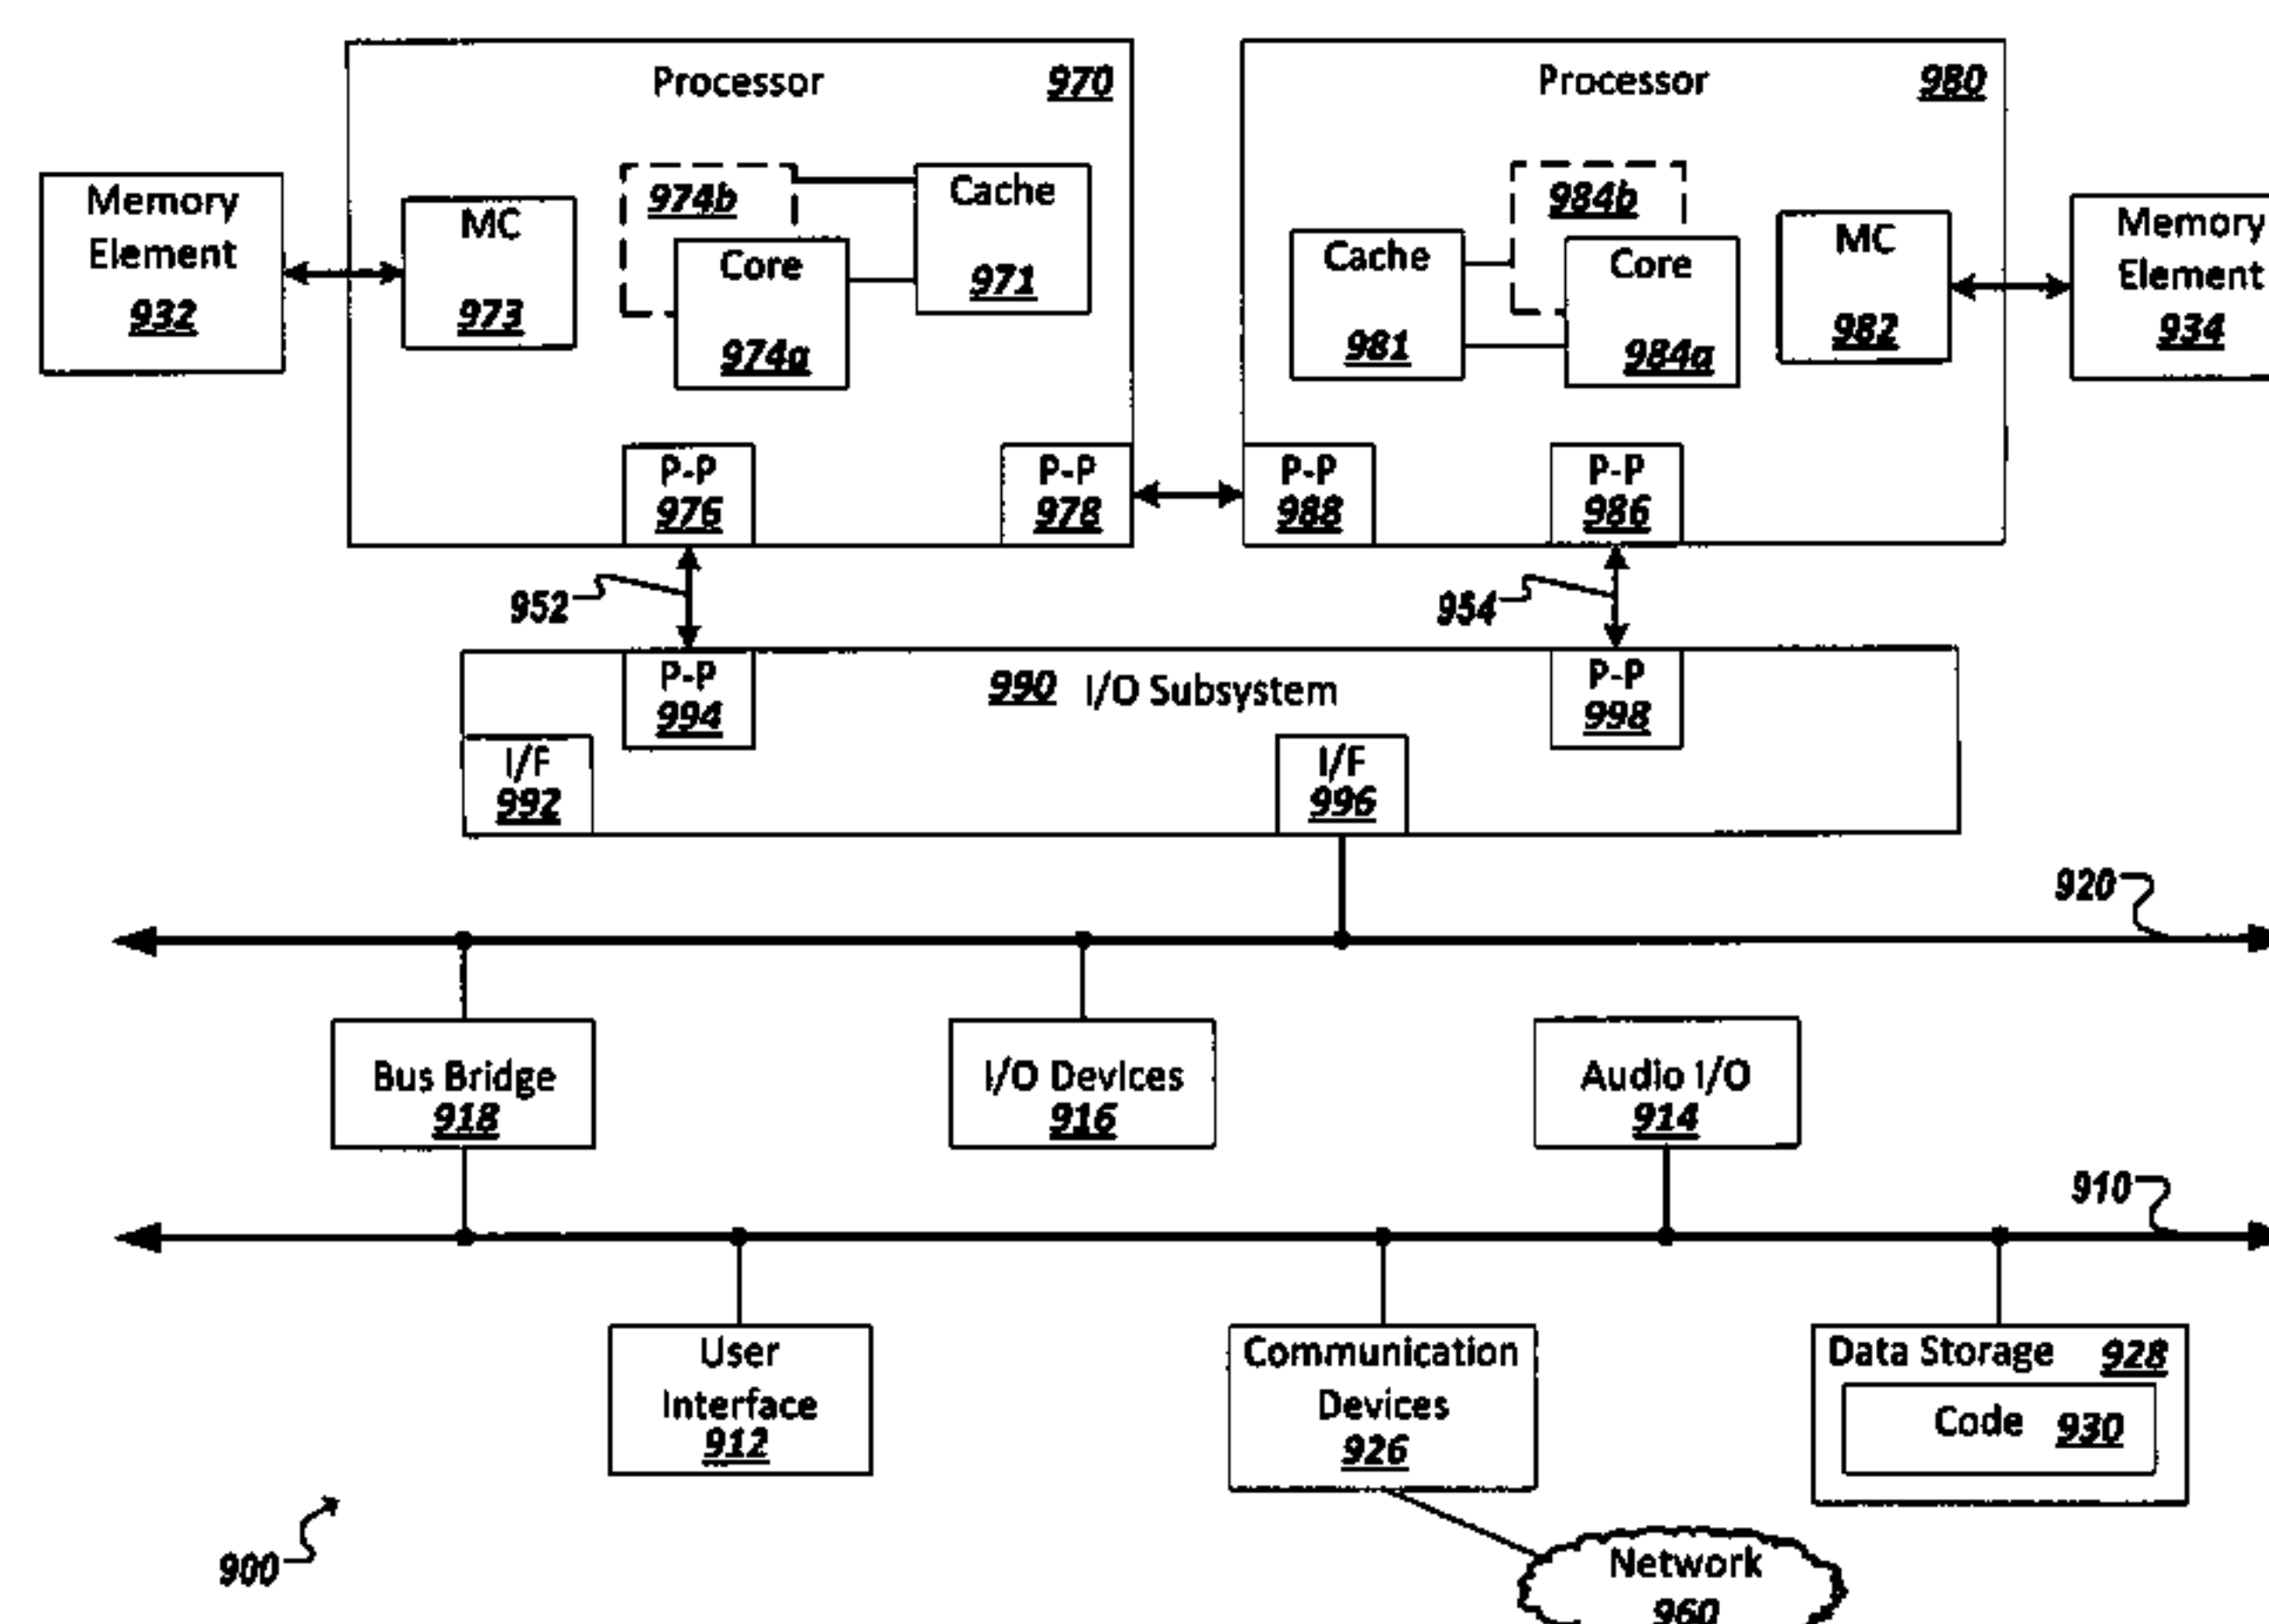 Processor 970
Processor 980
Memory
Element
932
MC
973
974b
Core
974a
Cache
971
Cache
981
984b
Core
984a
MC
982
Memory
Element
934
P-P
976
P-P
978
P-P
988
P-P
986
952
954
P-P
994
990 I/O Subsystem
P-P
998
I/F
992
I/F
996
920
Bus Bridge
918
I/O Devices
916
Audio I/O
914
910
User
Interface
912
Communication
Devices
926
Data Storage 928
Code 930
900
Network
960